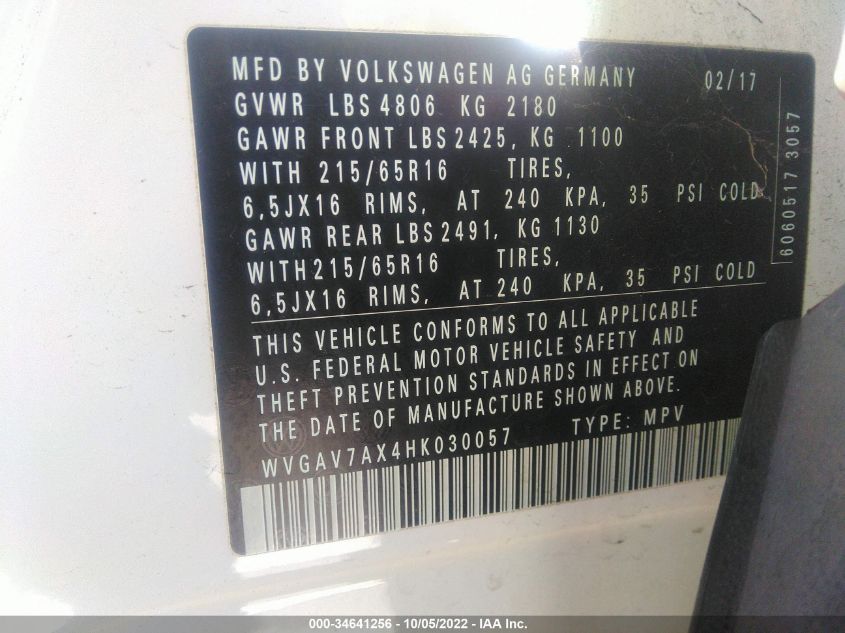 MFD BY VOLKSWAGEN AG GERMANY 02/17
GVWR LBS 4806 KG 2180
GAWR FRONT LBS 2425, KG 1100
WITH 215/65R16 TIRES,
6,5JX16 RIMS, AT 240 KPA, 35 PSI COLD
GAWR REAR LBS 2491, KG 1130
WITH 215/65R16 TIRES,
6,5JX16 RIMS, AT 240 KPA, 35 PSI COLD
THIS VEHICLE CONFORMS TO ALL APPLICABLE
U.S. FEDERAL MOTOR VEHICLE SAFETY AND
THEFT PREVENTION STANDARDS IN EFFECT ON
THE DATE OF MANUFACTURE SHOWN ABOVE.
WVGAV7AX4HK030057 TYPE: MPV
6060517 3057
000-34641256 - 10/05/2022 - IAA Inc.